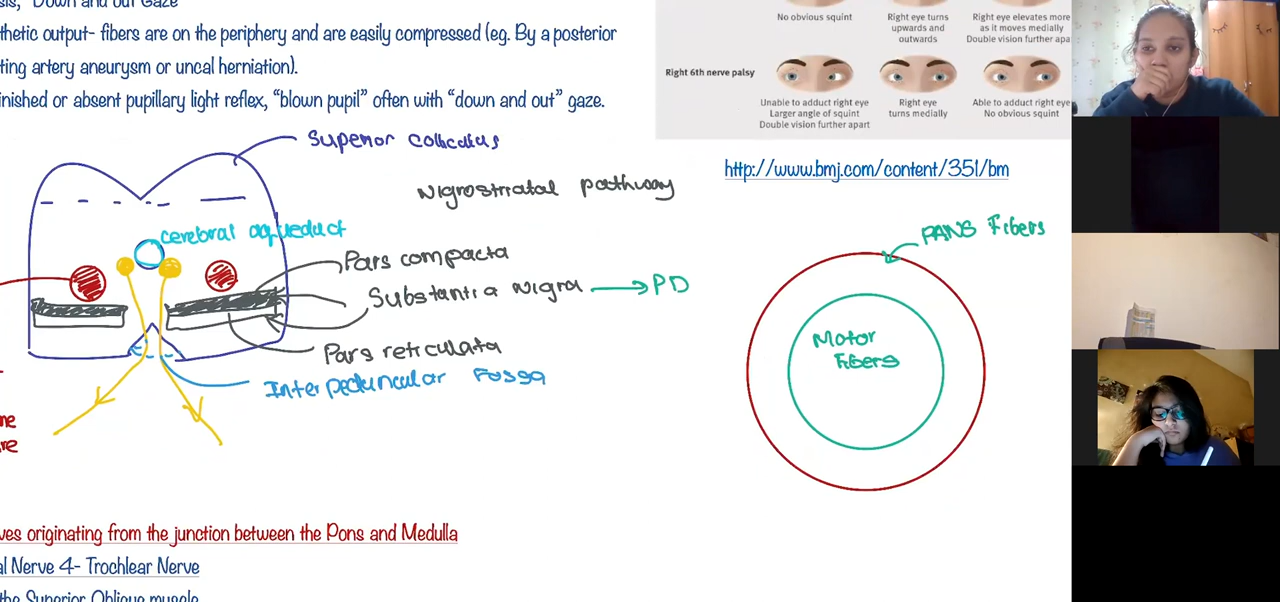 thetic output- fibers are on the periphery and are easily compressed (eg. By a posterior
ting artery aneurysm or uncal herniation).
inished or absent pupillary light reflex, "blown pupil" often with "down and out" gaze.
No obvious squint
Right eye turns
upwards and
outwards
Right eye elevates more
as it moves medially
Double vision further apa
Right 6th nerve palsy
Unable to adduct right eye
Larger angle of squint
Double vision further apart
Right eye
turns medially
Able to adduct right eye
No obvious squint
http://www.bmj.com/content/351/bm
Superior colliculus
Nigrostriatal pathway
cerebral aqueduct
Pars compacta
Substantia Nigra → PD
Pars reticulata
Interpeduncular Fossa
PANS Fibers
Motor
Fibers
ves originating from the junction between the Pons and Medulla
al Nerve 4- Trochlear Nerve
the Superior Oblique muscle